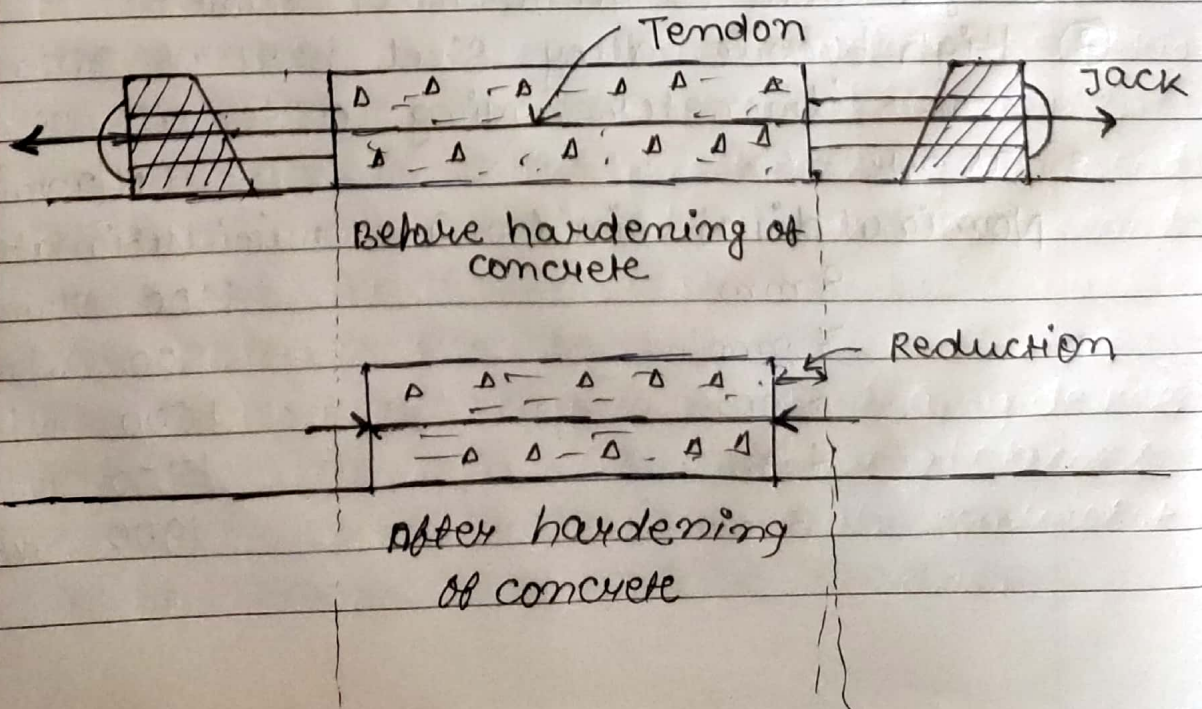 Tendon
Jack
Before hardening of
concrete
Reduction
After hardening
of concrete